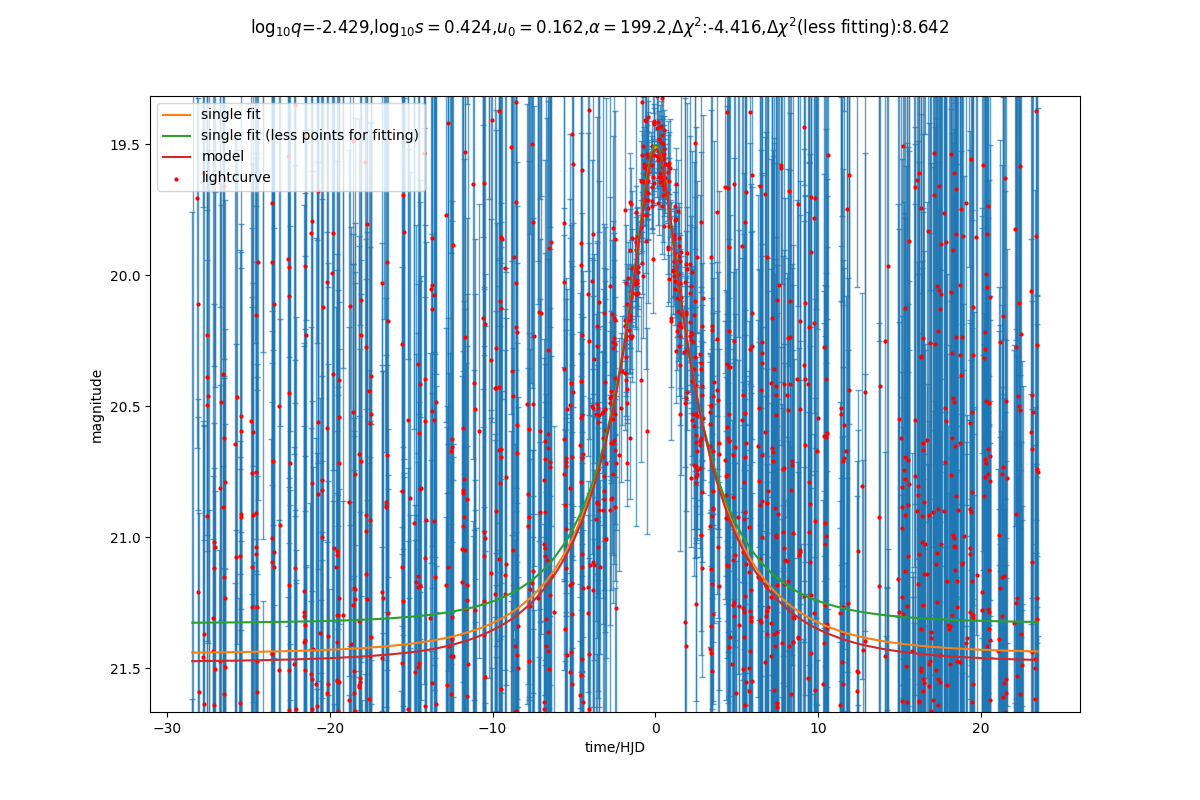 log₁₀q=-2.429,log₁₀s = 0.424,u₀ = 0.162,α = 199.2,Δχ²:-4.416,Δχ²(less fitting):8.642
single fit
single fit (less points for fitting)
model
lightcurve
19.5
20.0
20.5
21.0
21.5
magnitude
−30
−20
−10
0
10
20
time/HJD